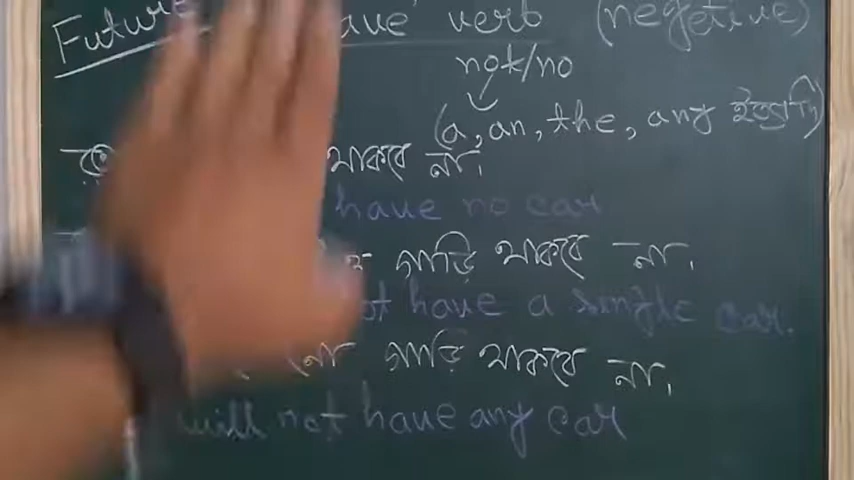 Future 'have' verb (negetive)
not/no
(a, an, the, any ইত্যাদি)
থাকবে না।
have no car
গাড়ি থাকবে না।
not have a single car.
গাড়ি থাকবে না।
will not have any car